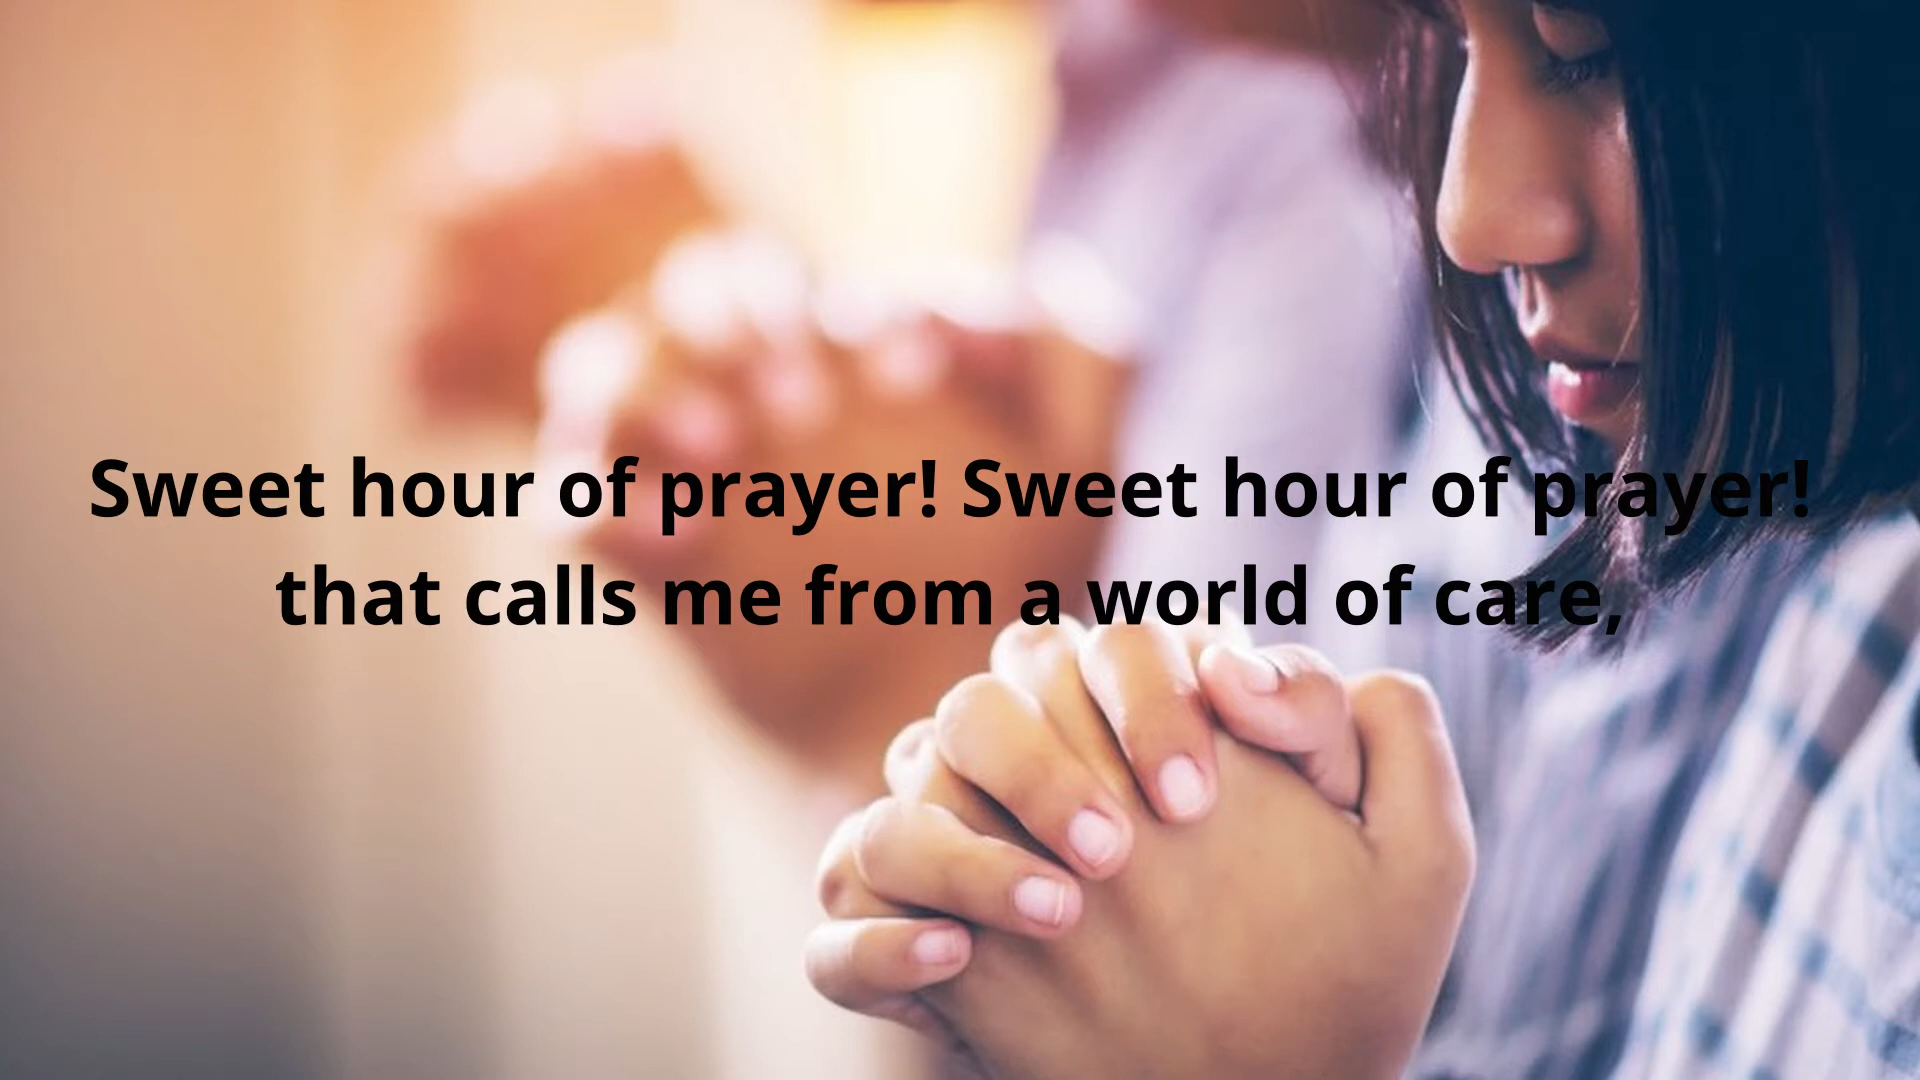 Sweet hour of prayer! Sweet hour of prayer!
that calls me from a world of care,